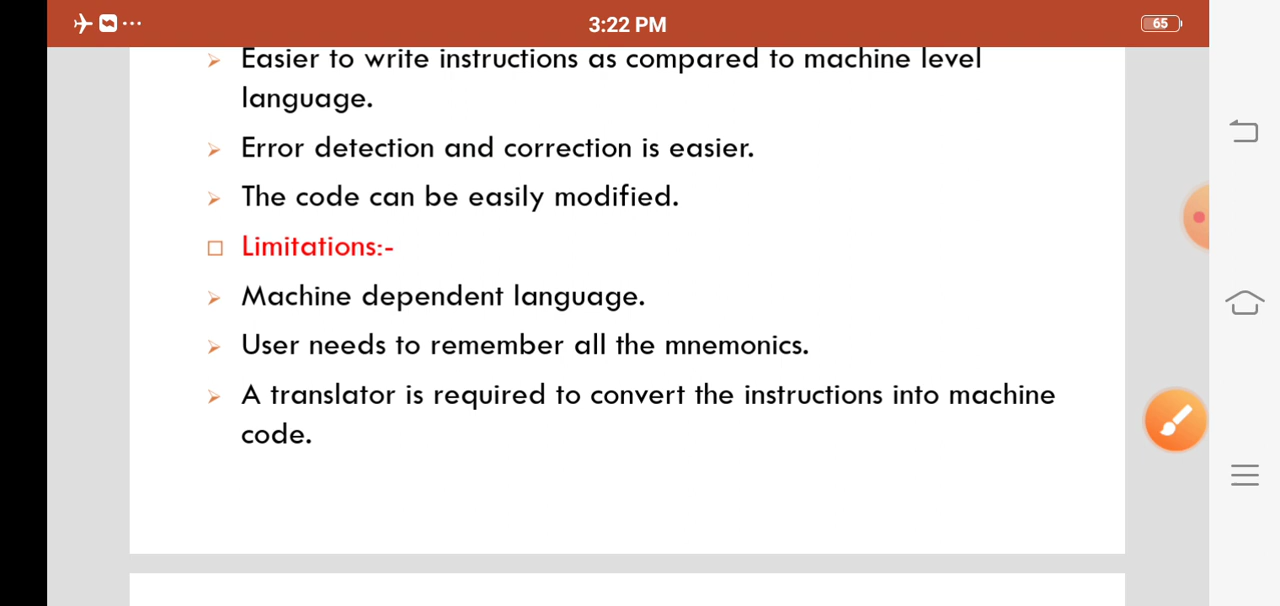 3:22 PM
65
Easier to write instructions as compared to machine level
language.
Error detection and correction is easier.
The code can be easily modified.
Limitations:-
Machine dependent language.
User needs to remember all the mnemonics.
A translator is required to convert the instructions into machine
code.